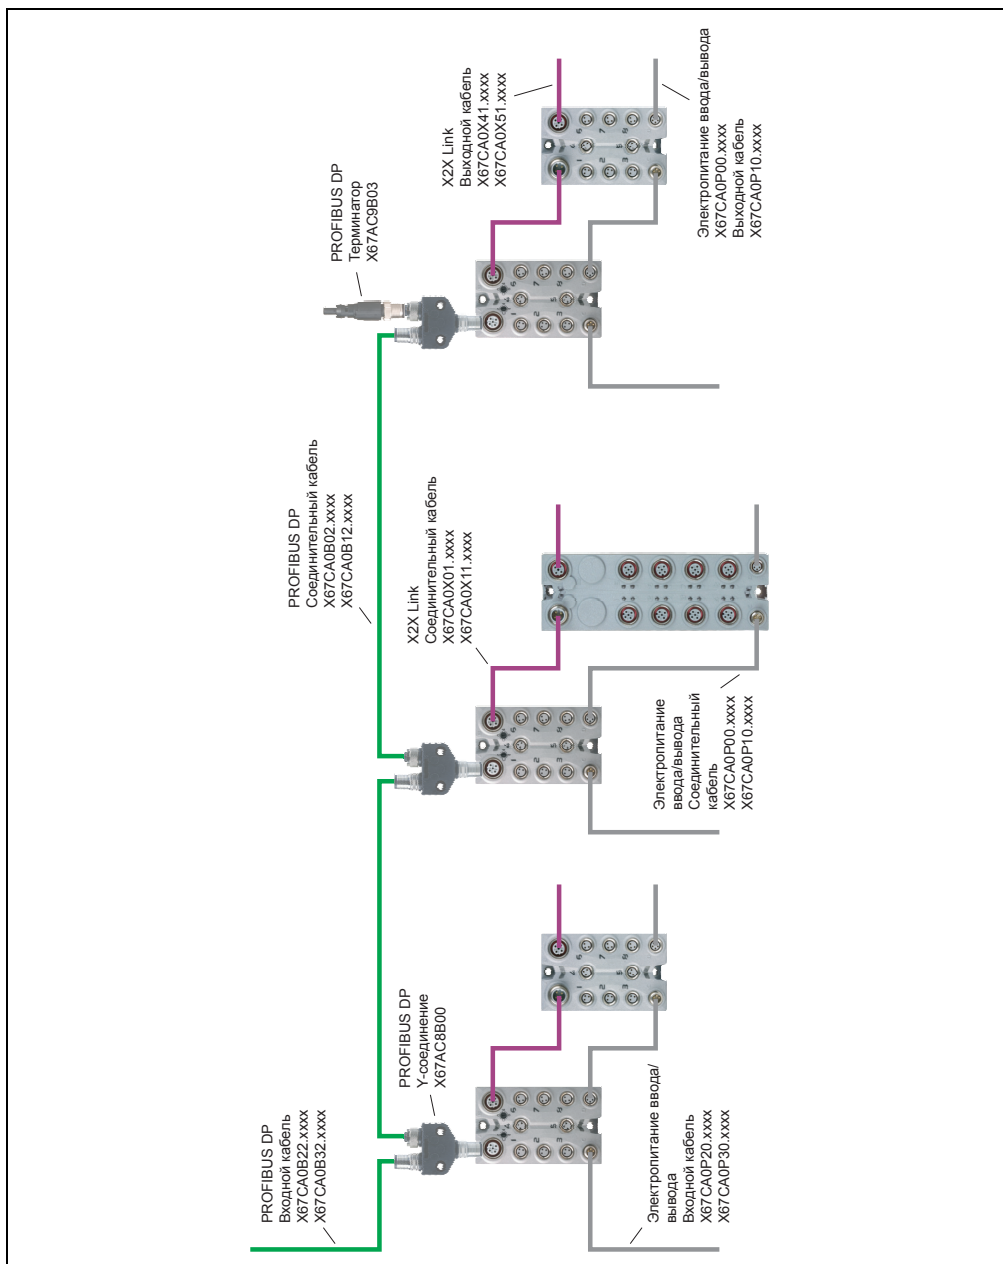 PROFIBUS DP
Входной кабель
X67CA0B22.xxxx
X67CA0B32.xxxx
PROFIBUS DP
Соединительный кабель
X67CA0B02.xxxx
X67CA0B12.xxxx
PROFIBUS DP
Терминатор
X67AC9B03
PROFIBUS DP
Y-соединение
X67AC8B00
X2X Link
Соединительный кабель
X67CA0X01.xxxx
X67CA0X11.xxxx
X2X Link
Выходной кабель
X67CA0X41.xxxx
X67CA0X51.xxxx
Электропитание ввода/
вывода
Входной кабель
X67CA0P20.xxxx
X67CA0P30.xxxx
Электропитание
ввода/вывода
Соединительный
кабель
X67CA0P00.xxxx
X67CA0P10.xxxx
Электропитание ввода/вывода
X67CA0P00.xxxx
Выходной кабель
X67CA0P10.xxxx